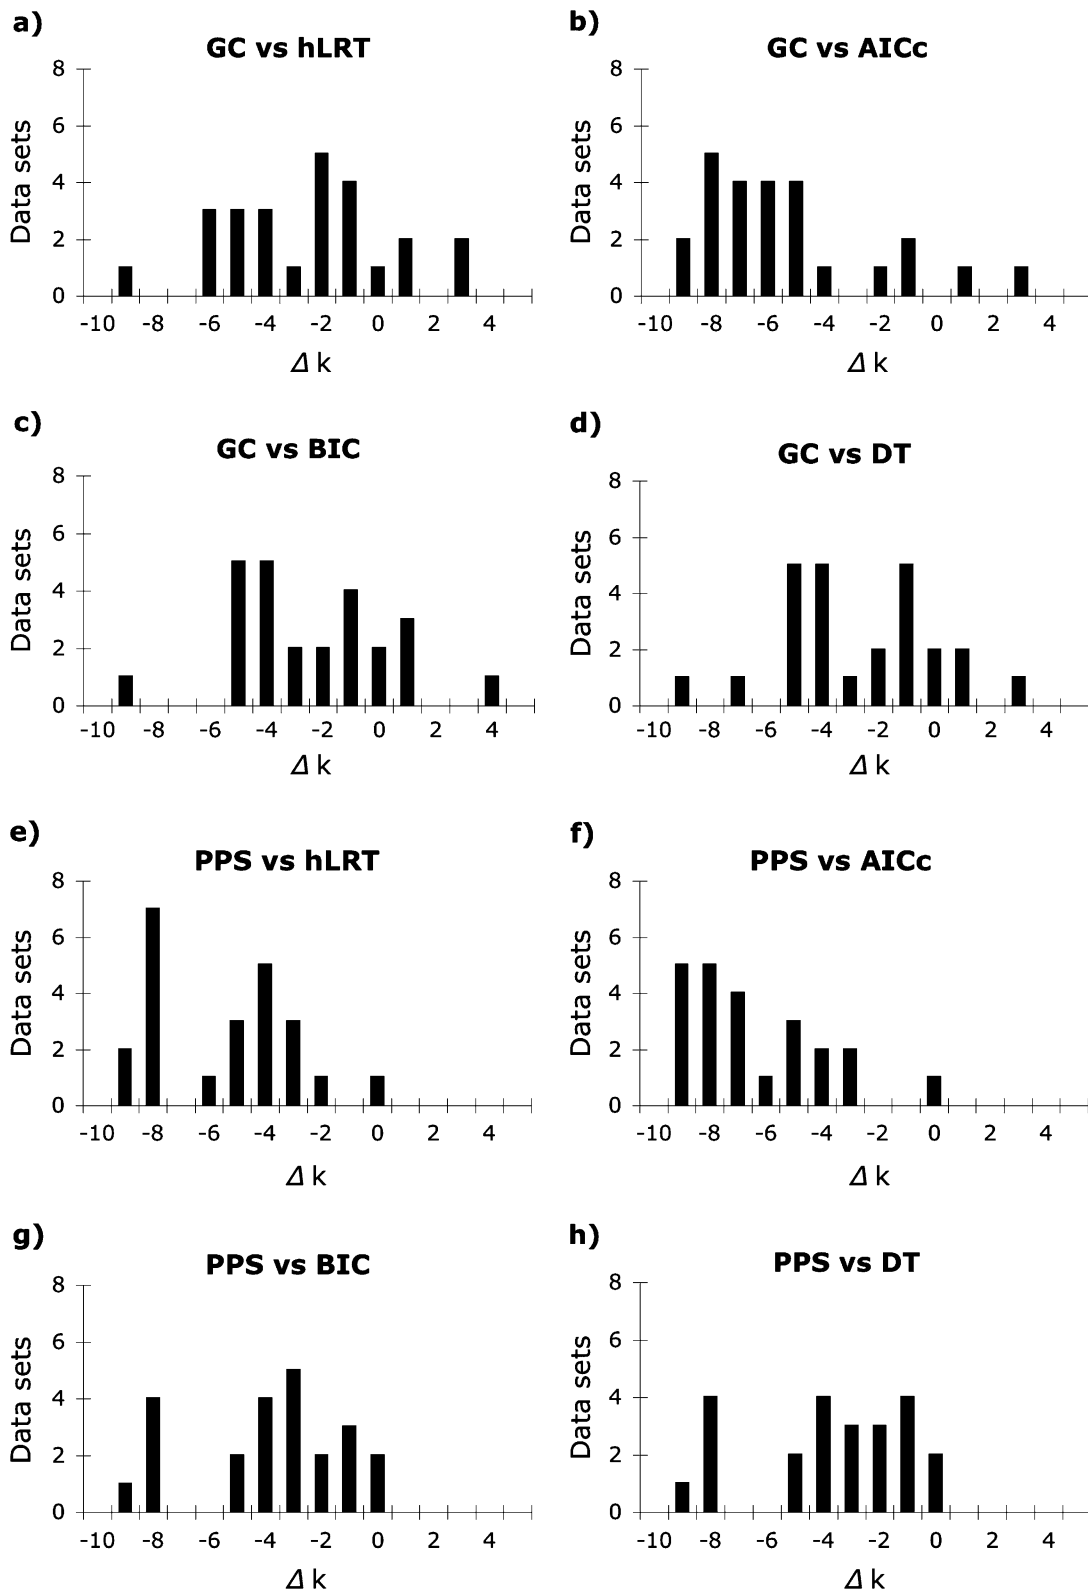 a)
GC vs hLRT
8
6
4
2
0
Data sets
-10 -8 -6 -4 -2 0 2 4
Δ k
b)
GC vs AICc
8
6
4
2
0
Data sets
-10 -8 -6 -4 -2 0 2 4
Δ k
c)
GC vs BIC
8
6
4
2
0
Data sets
-10 -8 -6 -4 -2 0 2 4
Δ k
d)
GC vs DT
8
6
4
2
0
Data sets
-10 -8 -6 -4 -2 0 2 4
Δ k
e)
PPS vs hLRT
8
6
4
2
0
Data sets
-10 -8 -6 -4 -2 0 2 4
Δ k
f)
PPS vs AICc
8
6
4
2
0
Data sets
-10 -8 -6 -4 -2 0 2 4
Δ k
g)
PPS vs BIC
8
6
4
2
0
Data sets
-10 -8 -6 -4 -2 0 2 4
Δ k
h)
PPS vs DT
8
6
4
2
0
Data sets
-10 -8 -6 -4 -2 0 2 4
Δ k